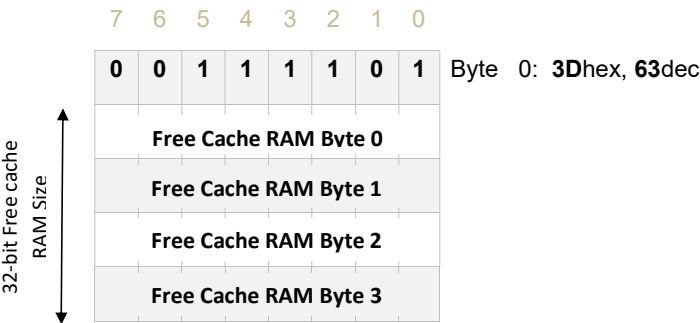 7 6 5 4 3 2 1 0
0 0 1 1 1 1 0 1 Byte 0: 3Dhex, 63dec
Free Cache RAM Byte 0
Free Cache RAM Byte 1
Free Cache RAM Byte 2
Free Cache RAM Byte 3
32-bit Free cache
RAM Size